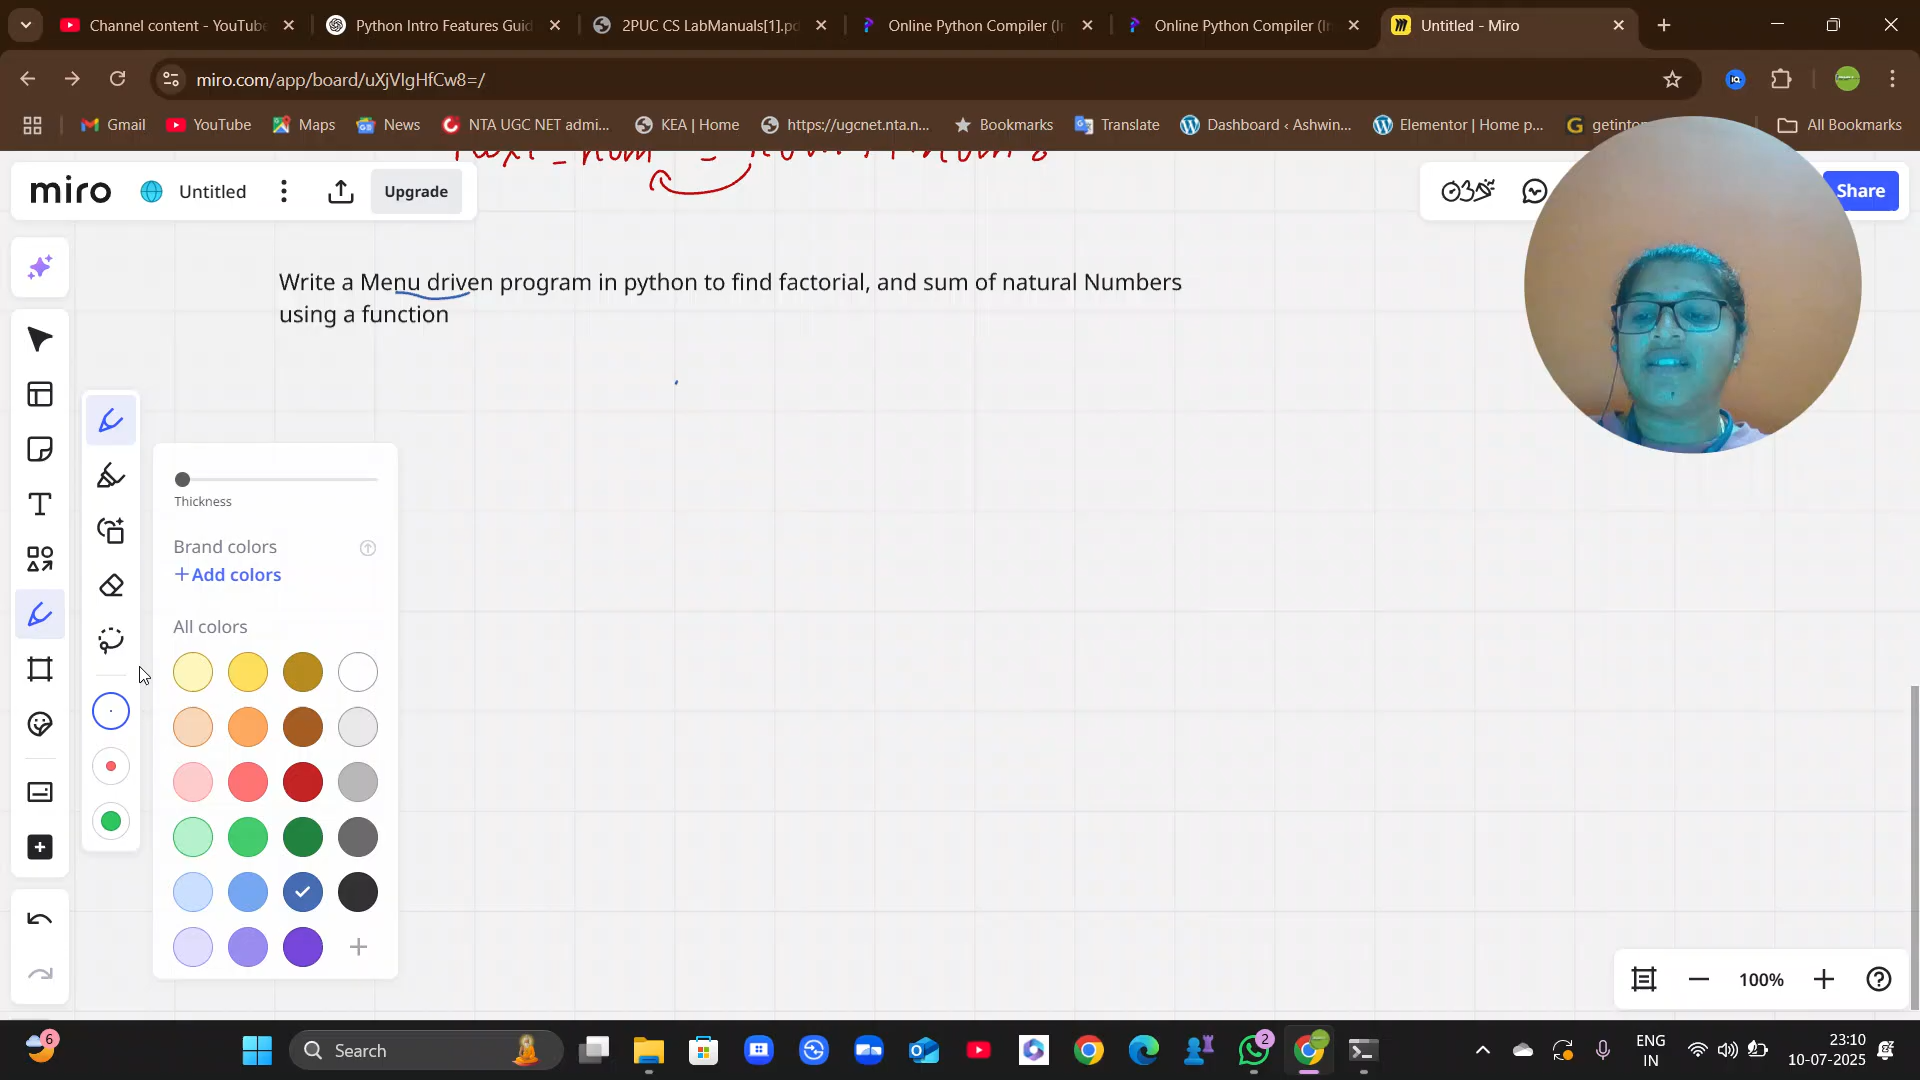 Channel content - YouTube
Python Intro Features Guid
2PUC CS LabManuals[1].pd
Online Python Compiler (In
Online Python Compiler (In
Untitled - Miro
miro.com/app/board/uXjVIgHfCw8=/
Gmail
YouTube
Maps
News
NTA UGC NET admi...
KEA | Home
https://ugcnet.nta.n...
Bookmarks
Translate
Dashboard ‹ Ashwin...
Elementor | Home p...
All Bookmarks
miro
Untitled
Upgrade
Share
Write a Menu driven program in python to find factorial, and sum of natural Numbers
using a function
Thickness
Brand colors
+Add colors
All colors
100%
6
Search
2
ENG
IN
23:10
10-07-2025